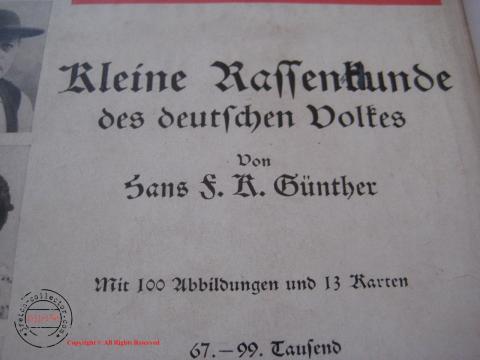 Kleine Rassenkunde
des deutschen Volkes
Von
Hans F. K. Günther
Mit 100 Abbildungen und 13 Karten
67.—99. Tausend
Copyright © All Rights Reserved